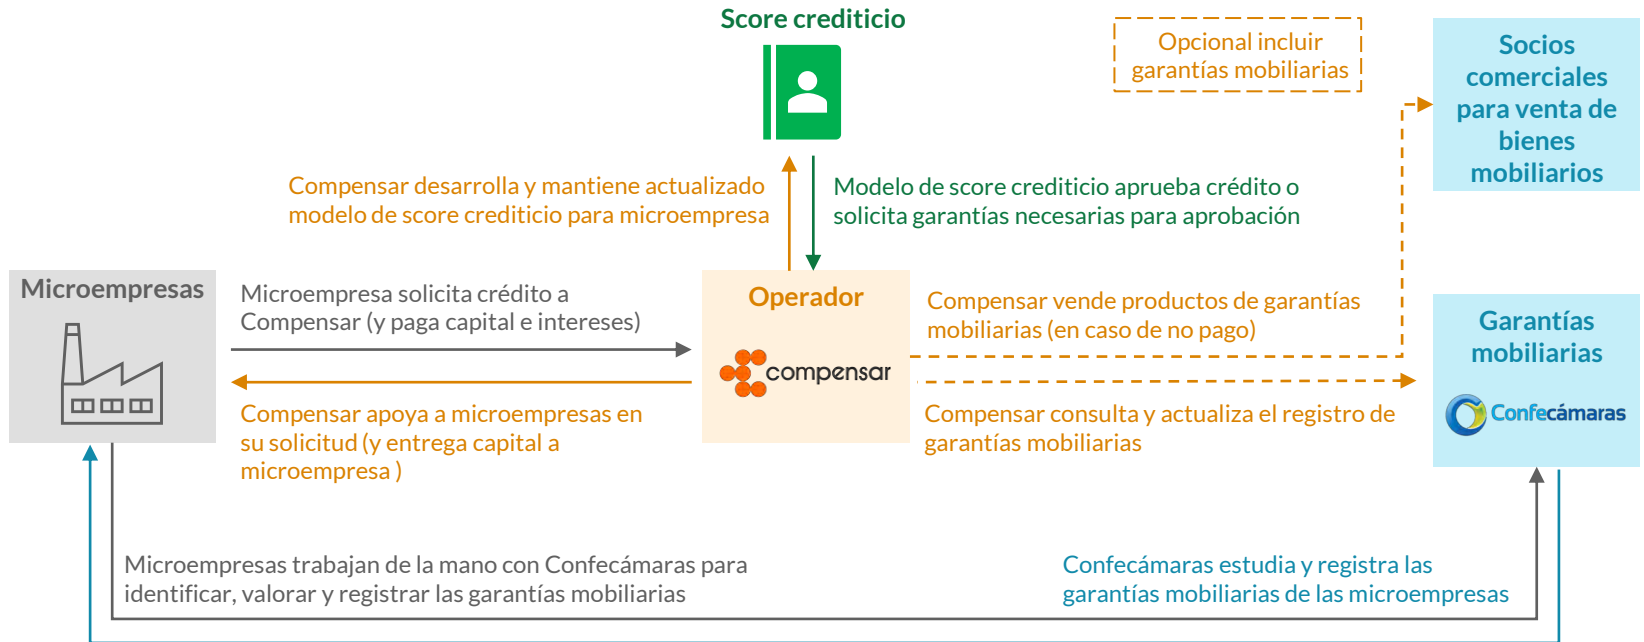 Score crediticio
Opcional incluir
garantías mobiliarias
Socios
comerciales
para venta de
bienes
mobiliarios
Compensar desarrolla y mantiene actualizado
modelo de score crediticio para microempresa
Modelo de score crediticio aprueba crédito o
solicita garantías necesarias para aprobación
Microempresas
Microempresa solicita crédito a
Compensar (y paga capital e intereses)
Operador
compensar
Compensar vende productos de garantías
mobiliarias (en caso de no pago)
Garantías
mobiliarias
Confecámaras
Compensar apoya a microempresas en
su solicitud (y entrega capital a
microempresa )
Compensar consulta y actualiza el registro de
garantías mobiliarias
Microempresas trabajan de la mano con Confecámaras para
identificar, valorar y registrar las garantías mobiliarias
Confecámaras estudia y registra las
garantías mobiliarias de las microempresas